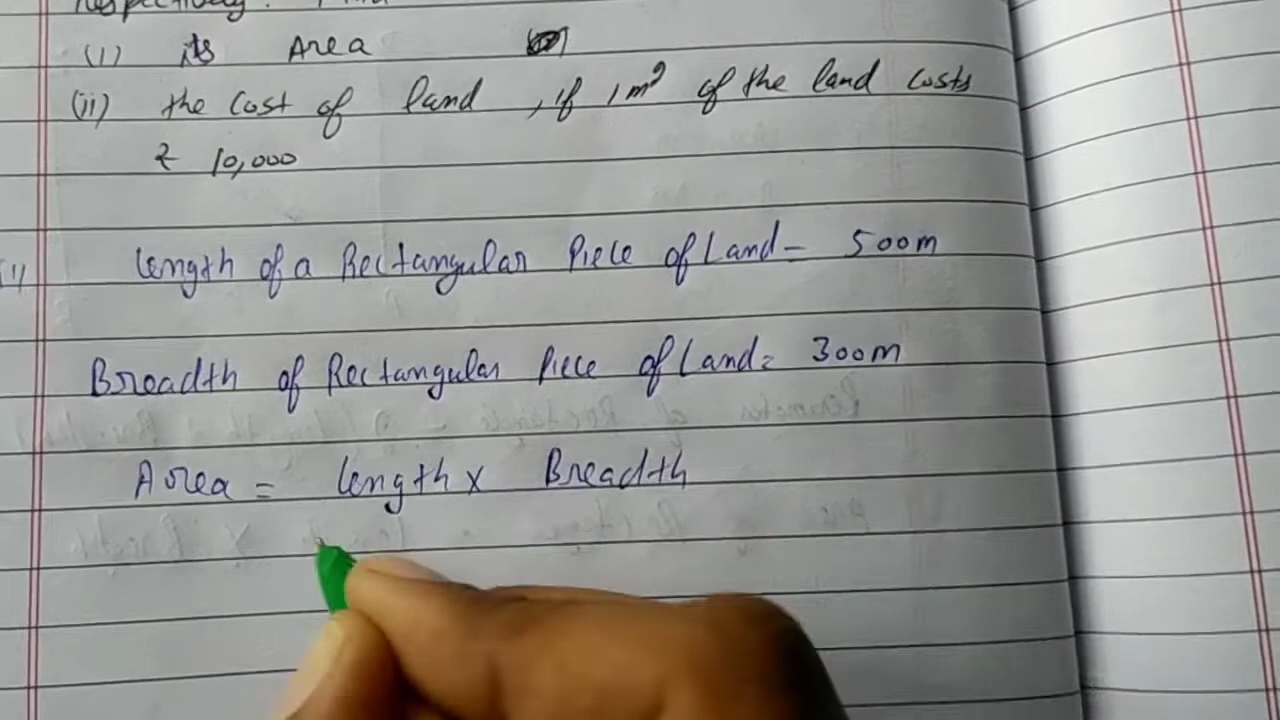 Respectively.
(i) its Area
(ii) the Cost of land , if 1m² of the land costs
₹ 10,000
(i) length of a Rectangular Piece of Land = 500m
Breadth of Rectangular Piece of Land = 300m
Area = length x Breadth